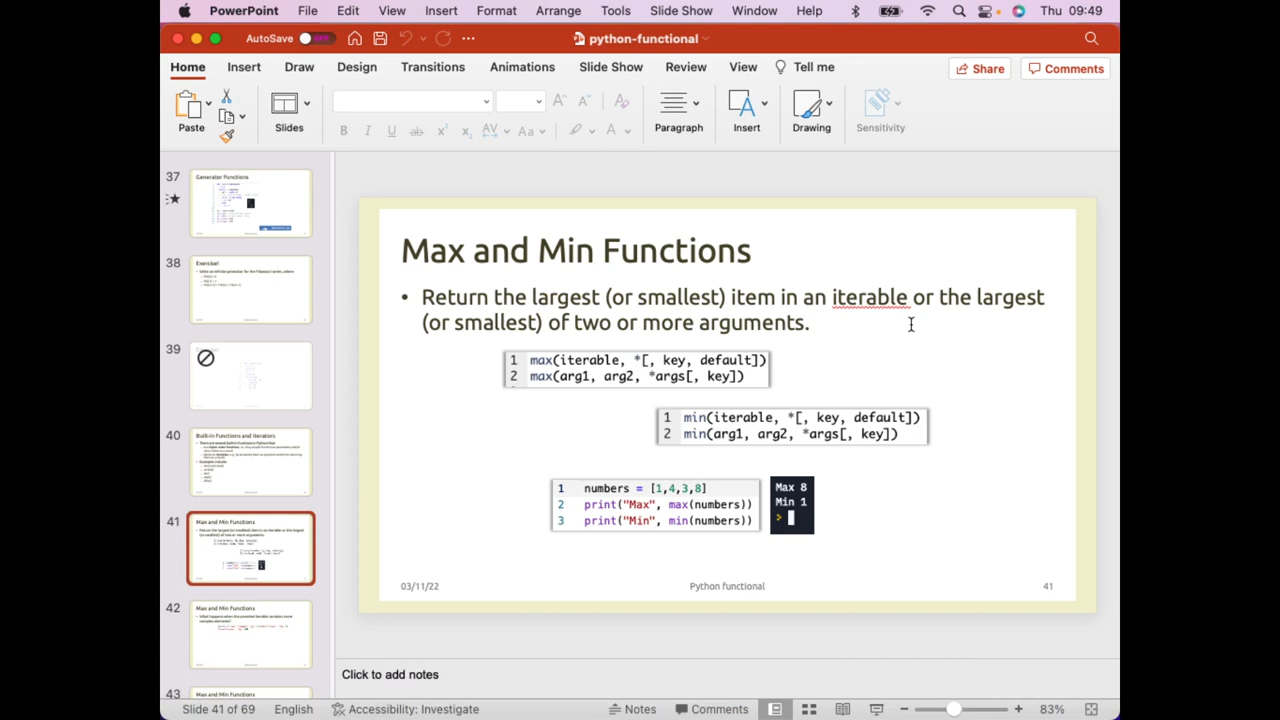 PowerPoint File Edit View Insert Format Arrange Tools Slide Show Window Help Thu 09:49
AutoSave OFF python-functional
Home Insert Draw Design Transitions Animations Slide Show Review View Tell me Share Comments
Paste Slides Paragraph Insert Drawing Sensitivity
37
Generator Functions
38
Exercise!
39
40
Built-in Functions and Iterators
41
Max and Min Functions
42
Max and Min Functions
43
Max and Min Functions
Max and Min Functions
• Return the largest (or smallest) item in an iterable or the largest
(or smallest) of two or more arguments.
1 max(iterable, *[, key, default])
2 max(arg1, arg2, *args[, key])
1 min(iterable, *[, key, default])
2 min(arg1, arg2, *args[, key])
1 numbers = [1,4,3,8]
2 print("Max", max(numbers))
3 print("Min", min(numbers))
Max 8
Min 1
>
03/11/22 Python functional 41
Click to add notes
Slide 41 of 69 English Accessibility: Investigate Notes Comments 83%